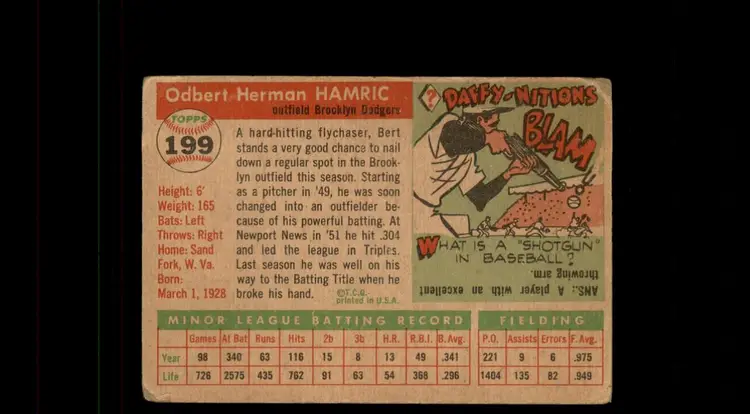 Odbert Herman HAMRIC
outfield Brooklyn Dodgers
TOPPS
199
Height: 6'
Weight: 165
Bats: Left
Throws: Right
Home: Sand
Fork, W. Va.
Born:
March 1, 1928
A hard-hitting flychaser, Bert
stands a very good chance to nail
down a regular spot in the Brook-
lyn outfield this season. Starting
as a pitcher in '49, he was soon
changed into an outfielder be-
cause of his powerful batting. At
Newport News in '51 he hit .304
and led the league in Triples.
Last season he was well on his
way to the Batting Title when he
broke his hand.
©T.C.G.
printed in U.S.A.
?
DAFFY-NITIONS
BLAM
WHAT IS A "SHOTGUN"
IN BASEBALL?
ANS.: A player with an excellent
throwing arm.
MINOR LEAGUE BATTING RECORD FIELDING
Games At Bat Runs Hits 2b 3b H.R. R.B.I. B.Avg. P.O. Assists Errors F.Avg.
Year 98 340 63 116 15 8 13 49 .341 221 9 6 .975
Life 726 2575 435 762 91 63 54 368 .296 1404 135 82 .949